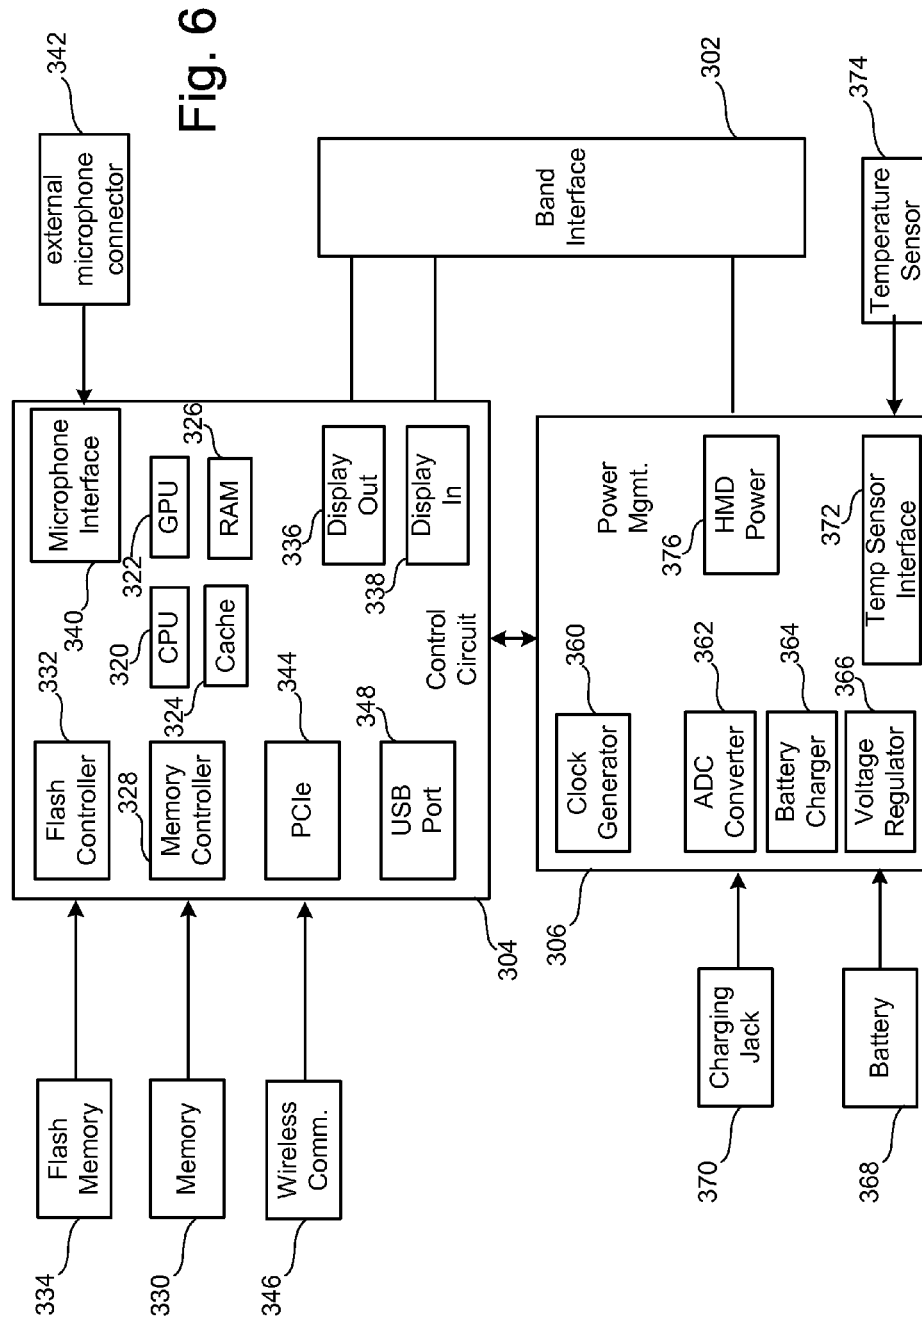 334
Flash
Memory
330
Memory
346
Wireless
Comm.
332
Flash
Controller
328
Memory
Controller
344
PCIe
348
USB
Port
304
320
CPU
324
Cache
340
Microphone
Interface
322
GPU
326
RAM
336
Display
Out
338
Display
In
Control
Circuit
342
external
microphone
connector
Fig. 6
302
Band
Interface
370
Charging
Jack
368
Battery
306
360
Clock
Generator
362
ADC
Converter
364
Battery
Charger
366
Voltage
Regulator
Power
Mgmt.
376
HMD
Power
372
Temp Sensor
Interface
374
Temperature
Sensor